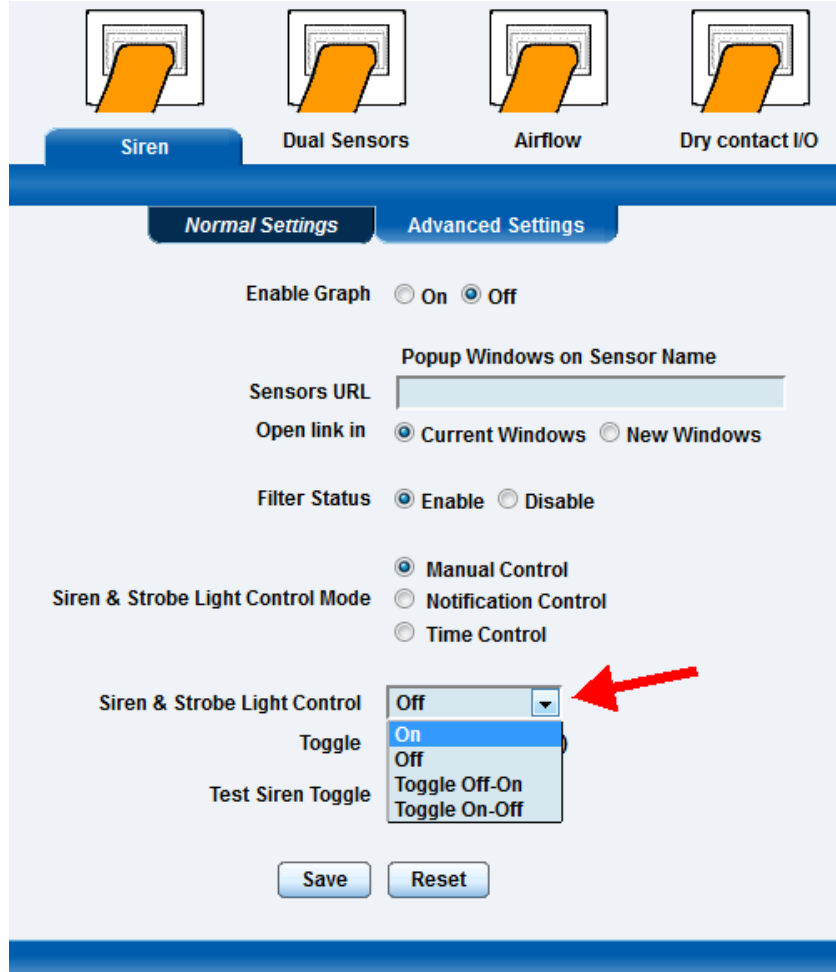 Siren
Dual Sensors
Airflow
Dry contact I/O
Normal Settings
Advanced Settings
Enable Graph On Off
Popup Windows on Sensor Name
Sensors URL
Open link in Current Windows New Windows
Filter Status Enable Disable
Manual Control
Siren & Strobe Light Control Mode Notification Control
Time Control
Siren & Strobe Light Control Off
On
Toggle )
Off
Toggle Off-On
Test Siren Toggle
Toggle On-Off
Save Reset